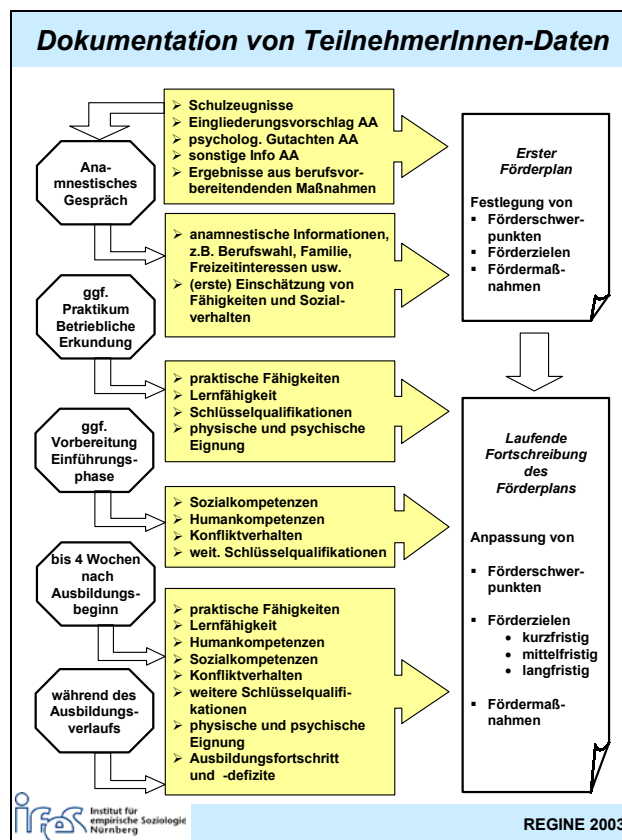 Dokumentation von TeilnehmerInnen-Daten
Ana-
mnestisches
Gespräch
ggf.
Praktikum
Betriebliche
Erkundung
ggf.
Vorbereitung
Einführungs-
phase
bis 4 Wochen
nach
Ausbildungs-
beginn
während des
Ausbildungs-
verlaufs
➢ Schulzeugnisse
➢ Eingliederungsvorschlag AA
➢ psycholog. Gutachten AA
➢ sonstige Info AA
➢ Ergebnisse aus berufsvor-
bereitendenden Maßnahmen
➢ anamnestische Informationen,
z.B. Berufswahl, Familie,
Freizeitinteressen usw.
➢ (erste) Einschätzung von
Fähigkeiten und Sozial-
verhalten
➢ praktische Fähigkeiten
➢ Lernfähigkeit
➢ Schlüsselqualifikationen
➢ physische und psychische
Eignung
➢ Sozialkompetenzen
➢ Humankompetenzen
➢ Konfliktverhalten
➢ weit. Schlüsselqualifikationen
➢ praktische Fähigkeiten
➢ Lernfähigkeit
➢ Humankompetenzen
➢ Sozialkompetenzen
➢ Konfliktverhalten
➢ weitere Schlüsselqualifi-
kationen
➢ physische und psychische
Eignung
➢ Ausbildungsfortschritt
und -defizite
Erster
Förderplan
Festlegung von
▪ Förderschwer-
punkten
▪ Förderzielen
▪ Fördermaß-
nahmen
Laufende
Fortschreibung
des
Förderplans
Anpassung von
▪ Förderschwer-
punkten
▪ Förderzielen
• kurzfristig
• mittelfristig
• langfristig
▪ Fördermaß-
nahmen
ifes
Institut für
empirische Soziologie
Nürnberg
REGINE 2003